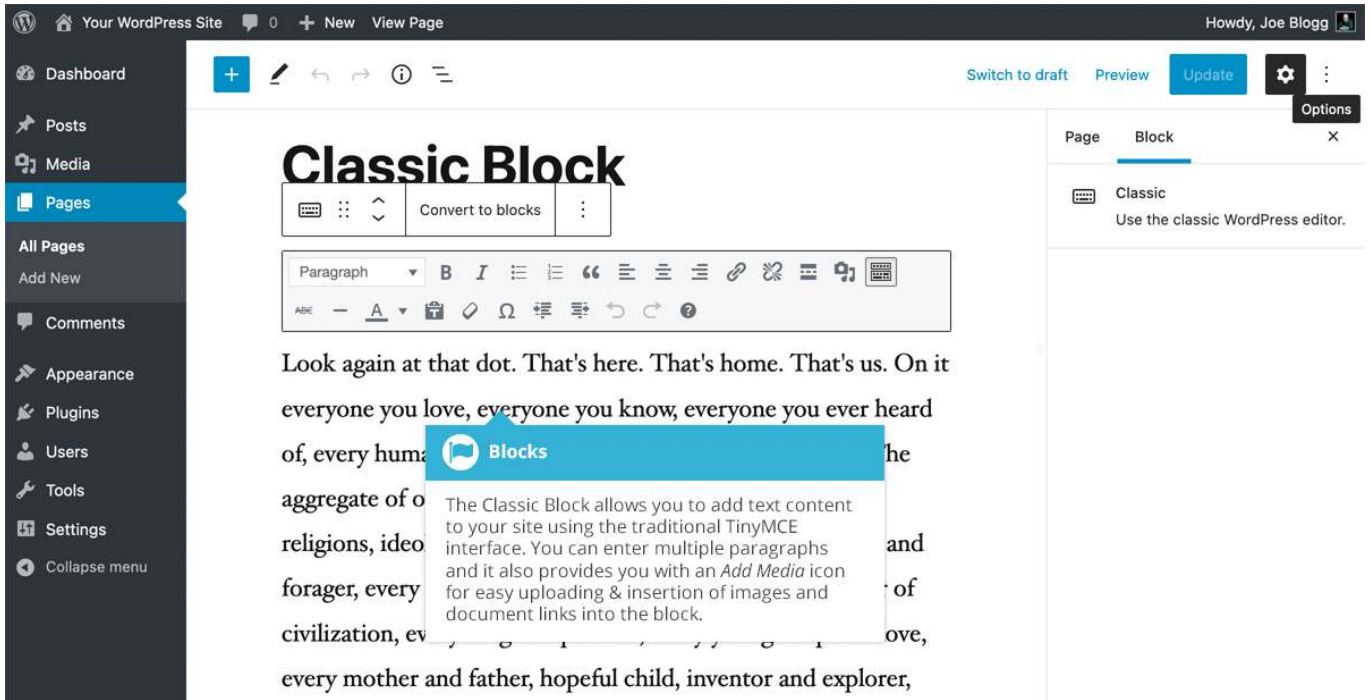 Your WordPress Site 0 New View Page Howdy, Joe Blogg
Dashboard
Posts
Media
Pages
All Pages
Add New
Comments
Appearance
Plugins
Users
Tools
Settings
Collapse menu
Switch to draft Preview Update
Options
Classic Block
Convert to blocks
Paragraph B I A
ABE A Ω
Look again at that dot. That's here. That's home. That's us. On it
everyone you love, everyone you know, everyone you ever heard
of, every huma
aggregate of o
religions, ideo and
forager, every of
civilization, ev ove,
every mother and father, hopeful child, inventor and explorer,
Blocks
The Classic Block allows you to add text content
to your site using the traditional TinyMCE
interface. You can enter multiple paragraphs
and it also provides you with an Add Media icon
for easy uploading & insertion of images and
document links into the block.
Page Block
Classic
Use the classic WordPress editor.